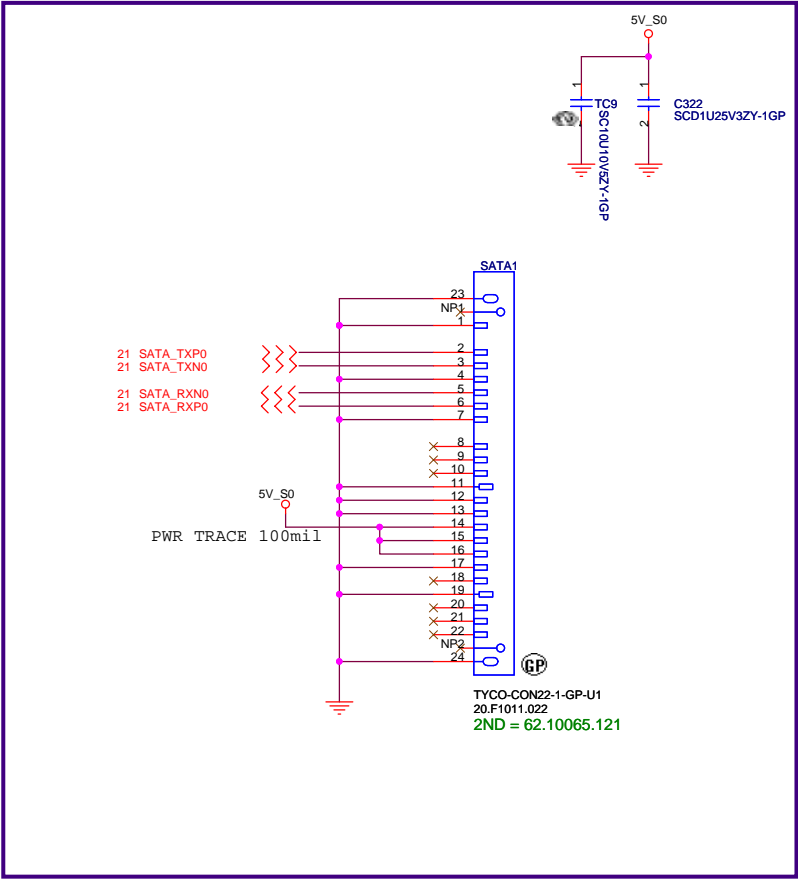 5V_S0
1
1
TC9
SC10U10V5ZY-1GP
C322
SCD1U25V3ZY-1GP
2
SATA1
23
NP1
1
21 SATA_TXP0
2
21 SATA_TXN0
3
4
21 SATA_RXN0
5
21 SATA_RXP0
6
7
8
9
10
11
5V_S0
12
13
14
PWR TRACE 100mil
15
16
17
18
19
20
21
22
NP2
24
GP
TYCO-CON22-1-GP-U1
20.F1011.022
2ND = 62.10065.121